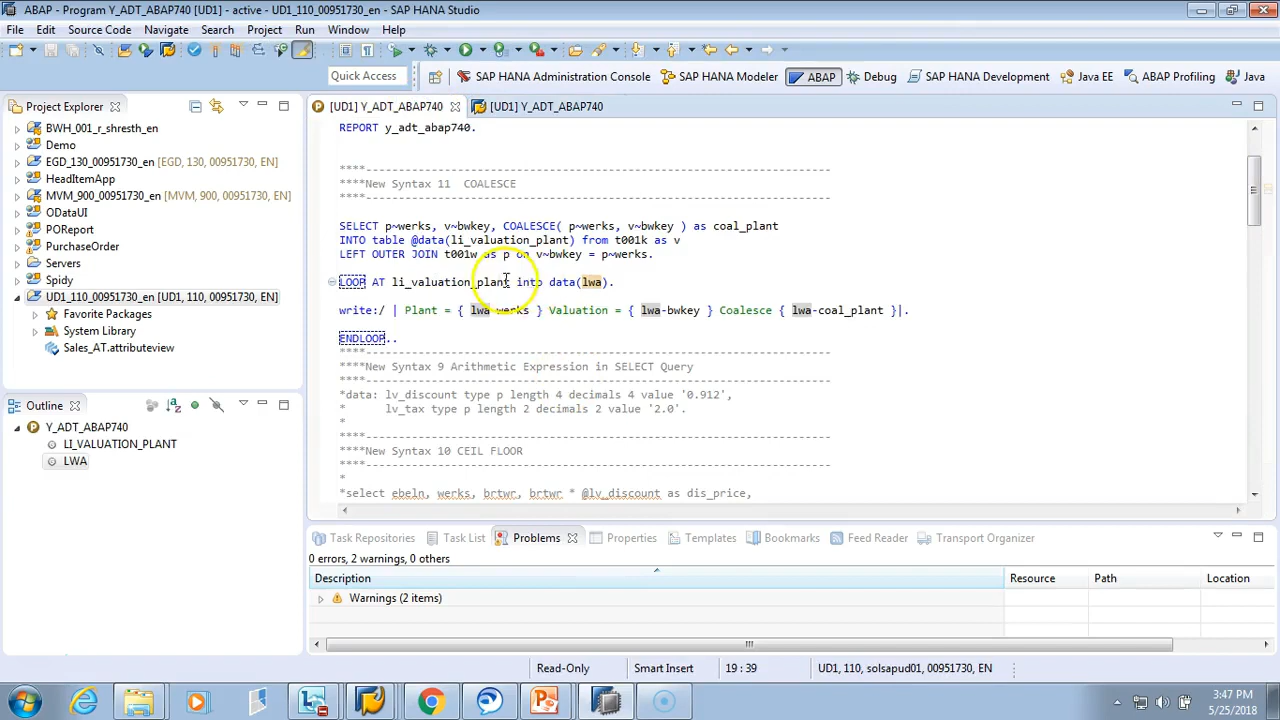 ABAP - Program Y_ADT_ABAP740 [UD1] - active - UD1_110_00951730_en - SAP HANA Studio
File Edit Source Code Navigate Search Project Run Window Help
Quick Access SAP HANA Administration Console SAP HANA Modeler ABAP Debug SAP HANA Development Java EE ABAP Profiling Java
Project Explorer
BWH_001_r_shresth_en
Demo
EGD_130_00951730_en [EGD, 130, 00951730, EN]
HeadItemApp
MVM_900_00951730_en [MVM, 900, 00951730, EN]
ODataUI
POReport
PurchaseOrder
Servers
Spidy
UD1_110_00951730_en [UD1, 110, 00951730, EN]
Favorite Packages
System Library
Sales_AT.attributeview
Outline
Y_ADT_ABAP740
LI_VALUATION_PLANT
LWA
[UD1] Y_ADT_ABAP740 [UD1] Y_ADT_ABAP740
REPORT y_adt_abap740.
****-----------------------------------------------------------------
****New Syntax 11 COALESCE
****-----------------------------------------------------------------
SELECT p~werks, v~bwkey, COALESCE( p~werks, v~bwkey ) as coal_plant
INTO table @data(li_valuation_plant) from t001k as v
LEFT OUTER JOIN t001w as p on v~bwkey = p~werks.
LOOP AT li_valuation_plant into data(lwa).
write:/ | Plant = { lwa-werks } Valuation = { lwa-bwkey } Coalesce { lwa-coal_plant }|.
ENDLOOP..
****-----------------------------------------------------------------
****New Syntax 9 Arithmetic Expression in SELECT Query
****-----------------------------------------------------------------
*data: lv_discount type p length 4 decimals 4 value '0.912',
* lv_tax type p length 2 decimals 2 value '2.0'.
*
****-----------------------------------------------------------------
****New Syntax 10 CEIL FLOOR
****-----------------------------------------------------------------
*
*select ebeln, werks, brtwr, brtwr * @lv_discount as dis_price,
Task Repositories Task List Problems Properties Templates Bookmarks Feed Reader Transport Organizer
0 errors, 2 warnings, 0 others
Description Resource Path Location
Warnings (2 items)
Read-Only Smart Insert 19 : 39 UD1, 110, solsapud01, 00951730, EN
3:47 PM
5/25/2018